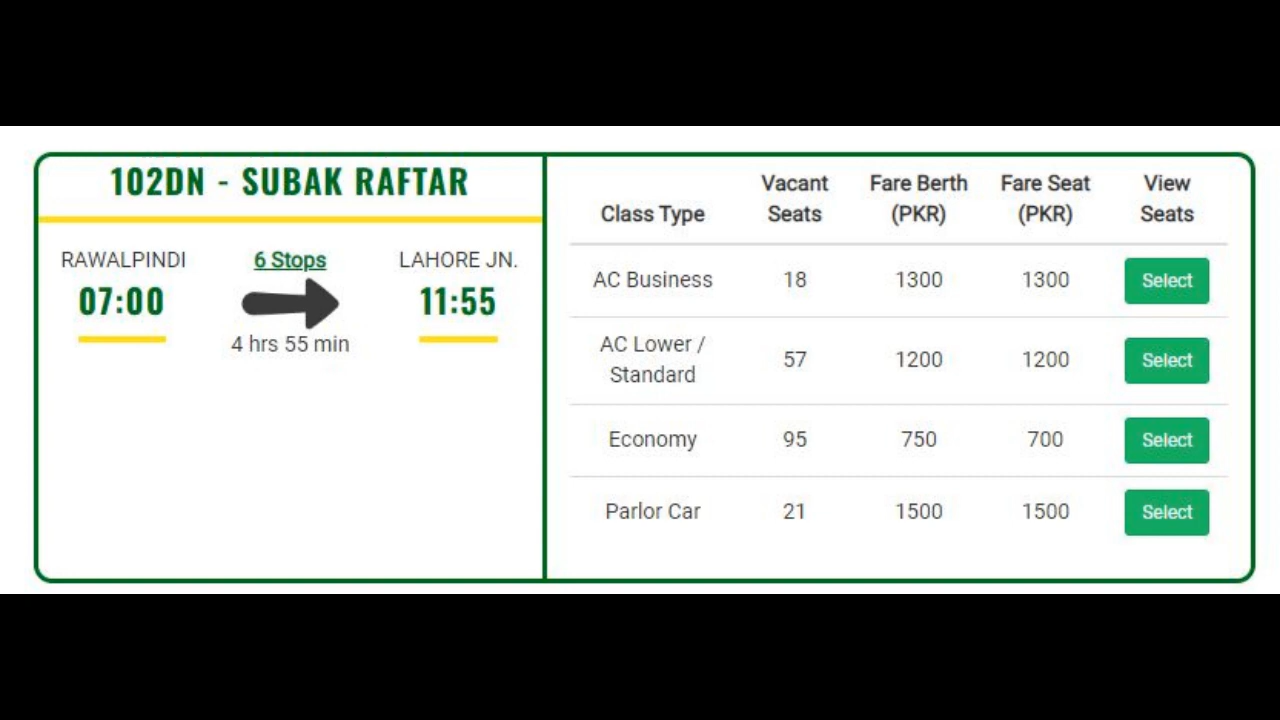 102DN - SUBAK RAFTAR
RAWALPINDI
07:00
6 Stops
4 hrs 55 min
LAHORE JN.
11:55
Class Type Vacant Seats Fare Berth (PKR) Fare Seat (PKR) View Seats
AC Business 18 1300 1300 Select
AC Lower / Standard 57 1200 1200 Select
Economy 95 750 700 Select
Parlor Car 21 1500 1500 Select